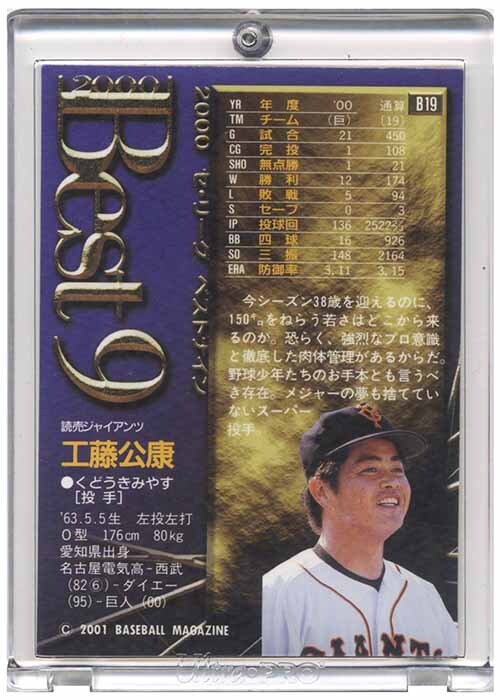 2000
Best 9
2000 セ・リーグ ベストナイン
B19
YR 年度 '00 通算
TM チーム (巨) (19)
G 試合 21 450
CG 完投 1 108
SHO 無点勝 1 21
W 勝利 12 174
L 敗戦 5 94
S セーブ 0 3
IP 投球回 136 2522⅔
BB 四球 16 926
SO 三振 148 2164
ERA 防御率 3.11 3.15
今シーズン38歳を迎えるのに、
150㌔をねらう若さはどこから来
るのか。恐らく、強烈なプロ意識
と徹底した肉体管理があるからだ。
野球少年たちのお手本とも言うべ
き存在。メジャーの夢も捨てて
いないスーパー
投手。
読売ジャイアンツ
工藤公康
●くどうきみやす
[投手]
'63.5.5生 左投左打
O型 176cm 80kg
愛知県出身
名古屋電気高-西武
(82⑥)-ダイエー
(95)-巨人(00)
C 2001 BASEBALL MAGAZINE
GIANTS
Ultra PRO